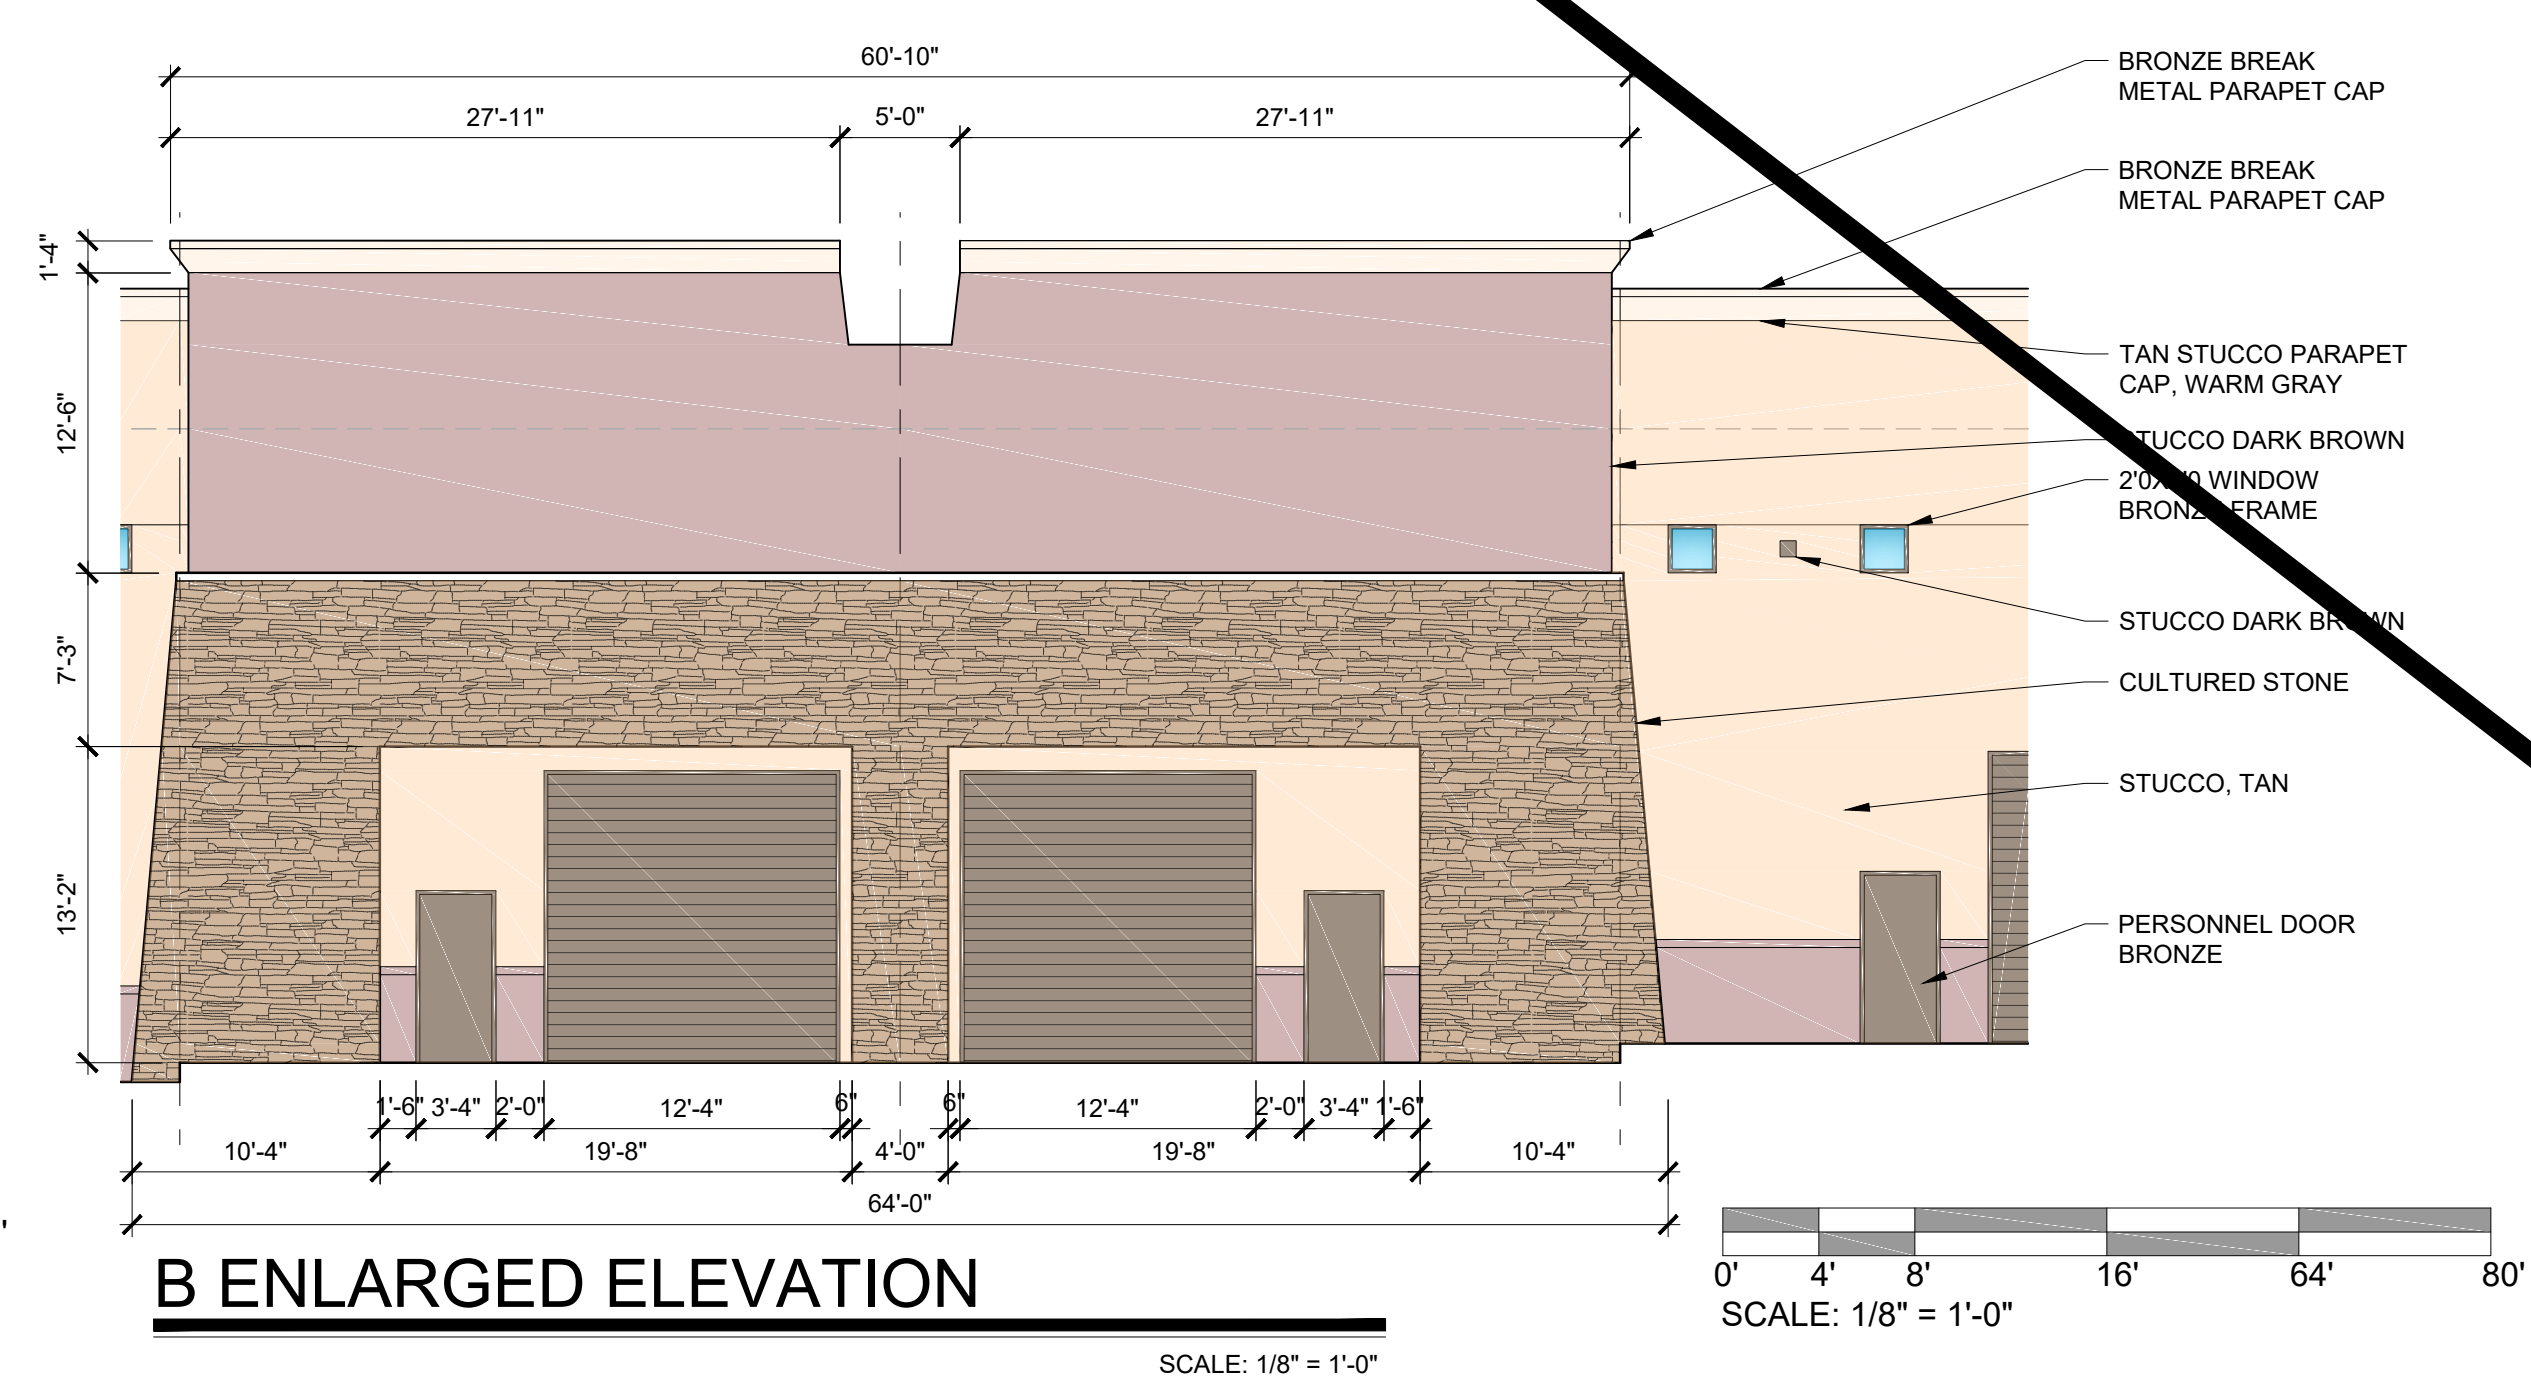 60'-10"
27'-11" 5'-0" 27'-11"
BRONZE BREAK
METAL PARAPET CAP
BRONZE BREAK
METAL PARAPET CAP
TAN STUCCO PARAPET
CAP, WARM GRAY
DARK BROWN
WINDOW
FRAME
STUCCO DARK
CULTURED STONE
STUCCO, TAN
PERSONNEL DOOR
BRONZE
1'-4"
12'-6"
7'-3"
13'-2"
1'-6" 3'-4" 2'-0" 12'-4" 6" 6" 12'-4" 2'-0" 3'-4" 1'-6"
10'-4" 19'-8" 4'-0" 19'-8" 10'-4"
64'-0"
'
B ENLARGED ELEVATION
SCALE: 1/8" = 1'-0"
0' 4' 8' 16' 64' 80'
SCALE: 1/8" = 1'-0"